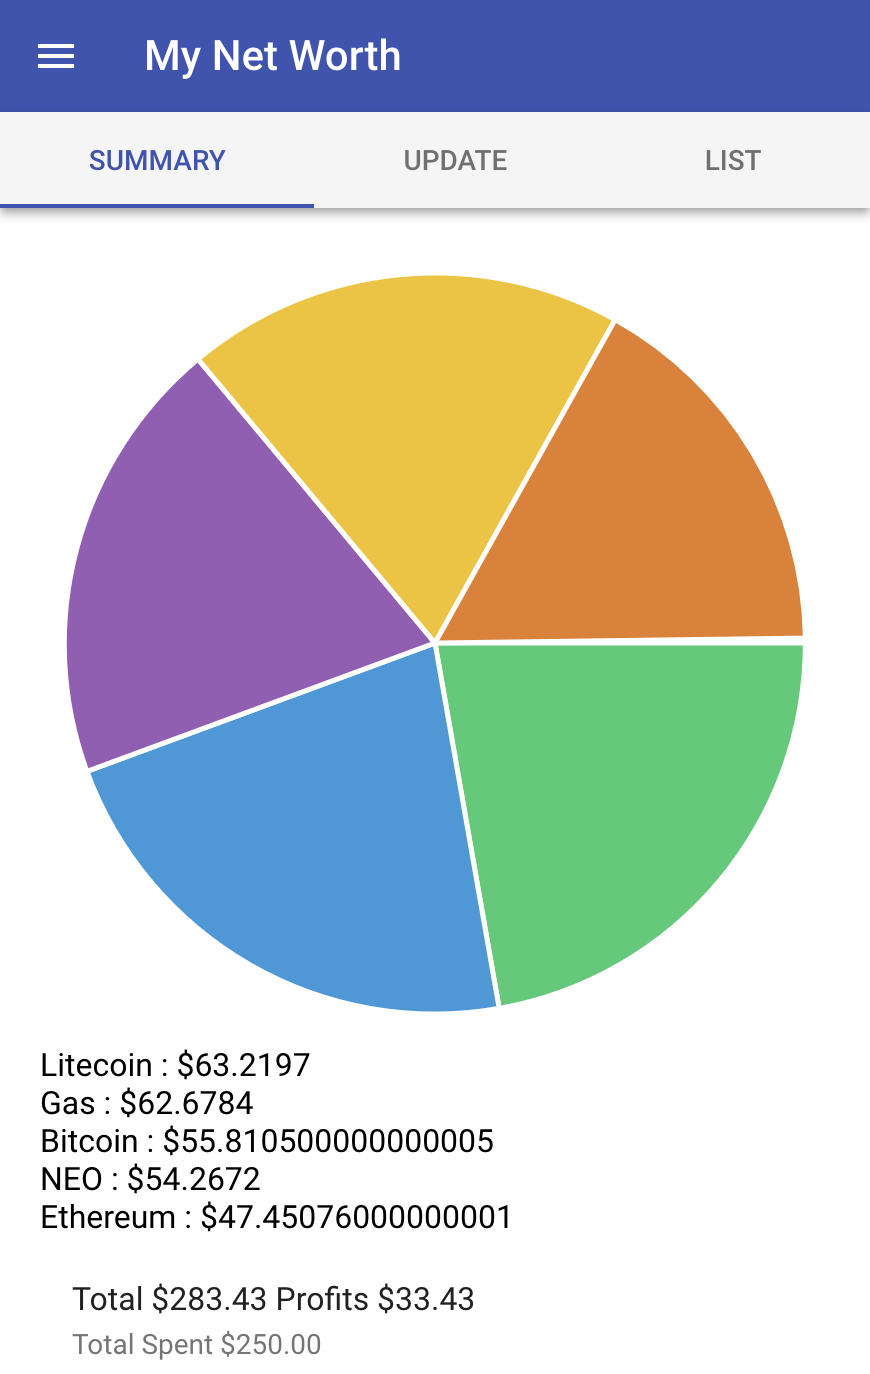 My Net Worth
SUMMARY UPDATE LIST
Litecoin : $63.2197
Gas : $62.6784
Bitcoin : $55.810500000000005
NEO : $54.2672
Ethereum : $47.45076000000001
Total $283.43 Profits $33.43
Total Spent $250.00